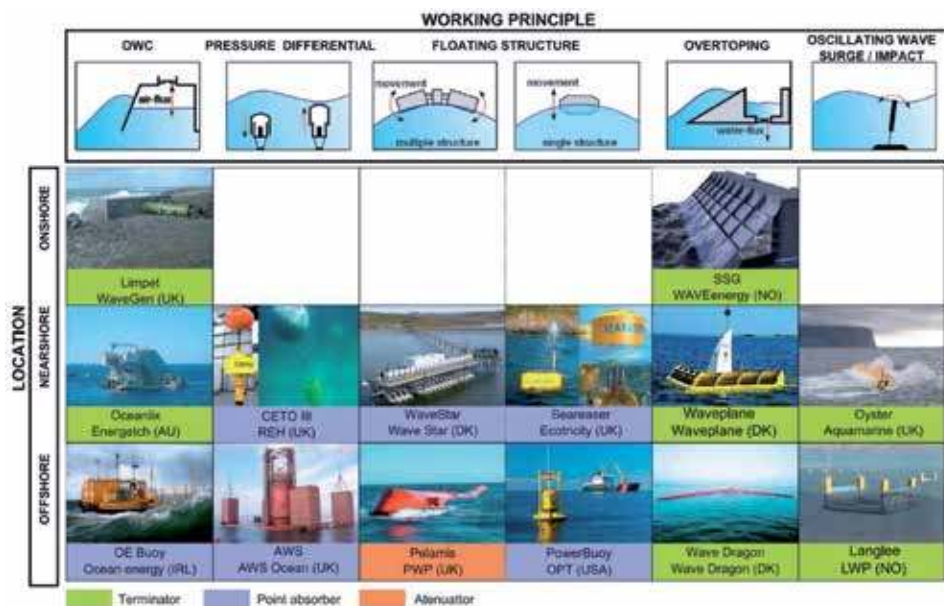 WORKING PRINCIPLE
OWC
PRESSURE DIFFERENTIAL
FLOATING STRUCTURE
OVERTOPING
OSCILLATING WAVE
SURGE / IMPACT
air-flux
movement
multiple structure
movement
single structure
water-flux
LOCATION
ONSHORE
Limpet
WaveGen (UK)
SSG
WAVEenergy (NO)
NEARSHORE
SEAREASER
Oceanlix
Energetch (AU)
CETO III
REH (UK)
WaveStar
Wave Star (DK)
Seareaser
Ecotricity (UK)
Waveplane
Waveplane (DK)
Oyster
Aquamarine (UK)
OFFSHORE
OE Buoy
Ocean energy (IRL)
AWS
AWS Ocean (UK)
Pelamis
PWP (UK)
PowerBuoy
OPT (USA)
Wave Dragon
Wave Dragon (DK)
Langlee
LWP (NO)
Terminator
Point absorber
Atenuattor